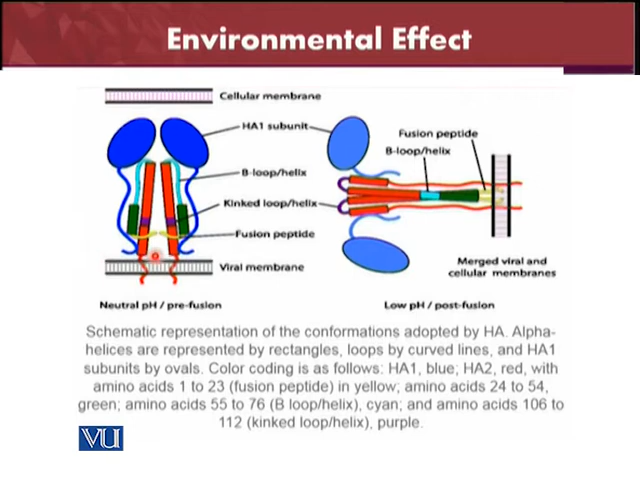 Environmental Effect
Cellular membrane
HA1 subunit
Fusion peptide
B-loop/helix
B-loop/helix
Kinked loop/helix
Fusion peptide
Viral membrane
Merged viral and
cellular membranes
Neutral pH / pre-fusion
Low pH / post-fusion
Schematic representation of the conformations adopted by HA. Alpha-
helices are represented by rectangles, loops by curved lines, and HA1
subunits by ovals. Color coding is as follows: HA1, blue; HA2, red, with
amino acids 1 to 23 (fusion peptide) in yellow; amino acids 24 to 54,
green; amino acids 55 to 76 (B loop/helix), cyan; and amino acids 106 to
112 (kinked loop/helix), purple.
VU